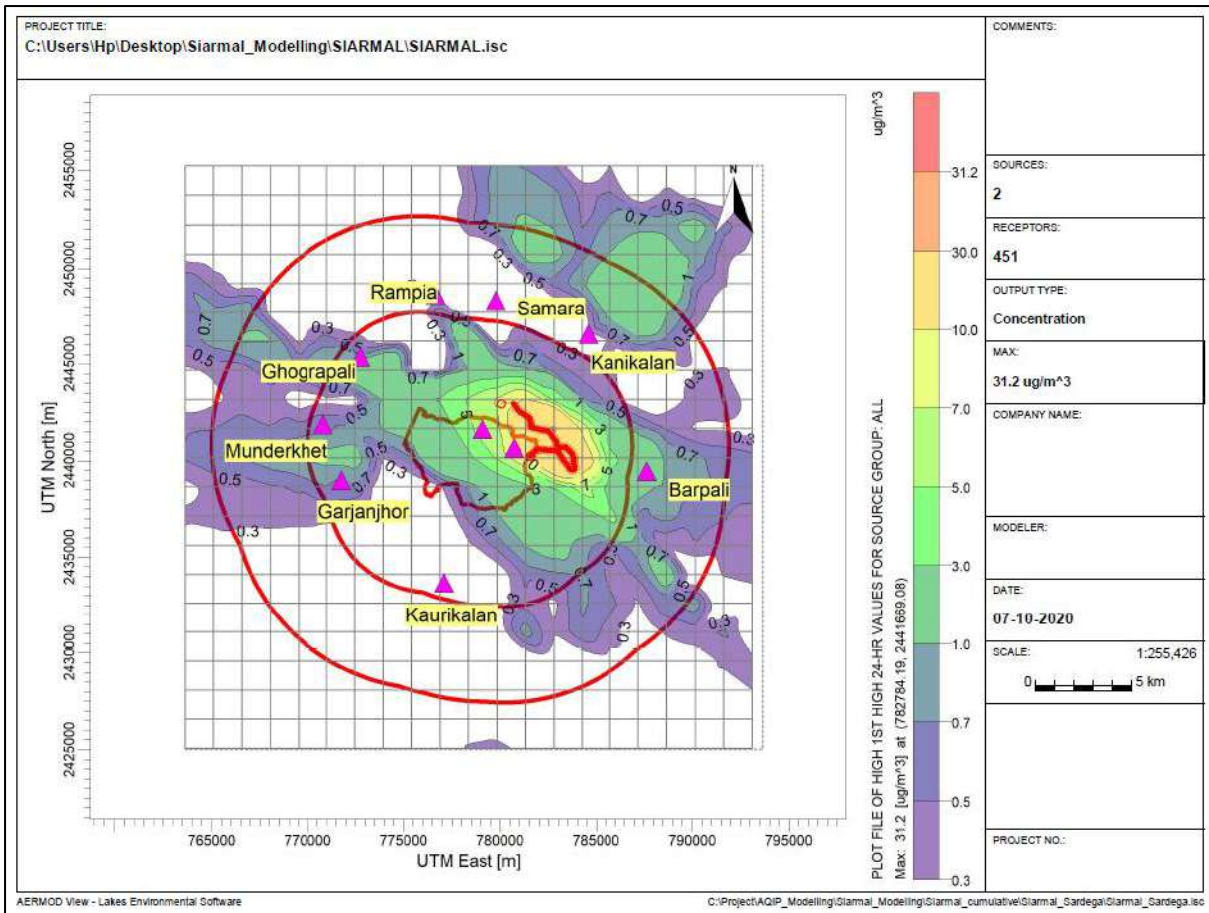 PROJECT TITLE:
C:\Users\Hp\Desktop\Siarmal_Modelling\SIARMAL\SIARMAL.isc
COMMENTS:
SOURCES:
2
RECEPTORS:
451
OUTPUT TYPE:
Concentration
MAX:
31.2 ug/m^3
COMPANY NAME:
MODELER:
DATE:
07-10-2020
SCALE:
1:255,426
0
5 km
PROJECT NO.:
ug/m^3
31.2
30.0
10.0
7.0
5.0
3.0
1.0
0.7
0.5
0.3
PLOT FILE OF HIGH 1ST HIGH 24-HR VALUES FOR SOURCE GROUP: ALL
Max: 31.2 [ug/m^3] at (782784.19, 2441669.08)
UTM North [m]
2455000
2450000
2445000
2440000
2435000
2430000
2425000
N
Rampia
Samara
Kanikalan
Ghograpali
Munderkhet
Garjanjhor
Barpali
Kaurikalan
765000
770000
775000
780000
785000
790000
795000
UTM East [m]
AERMOD View - Lakes Environmental Software
C:\Project\AQIP_Modelling\Siarmal_Modelling\Siarmal_cumulative\Siarmal_Sardega\Siarmal_Sardega.isc